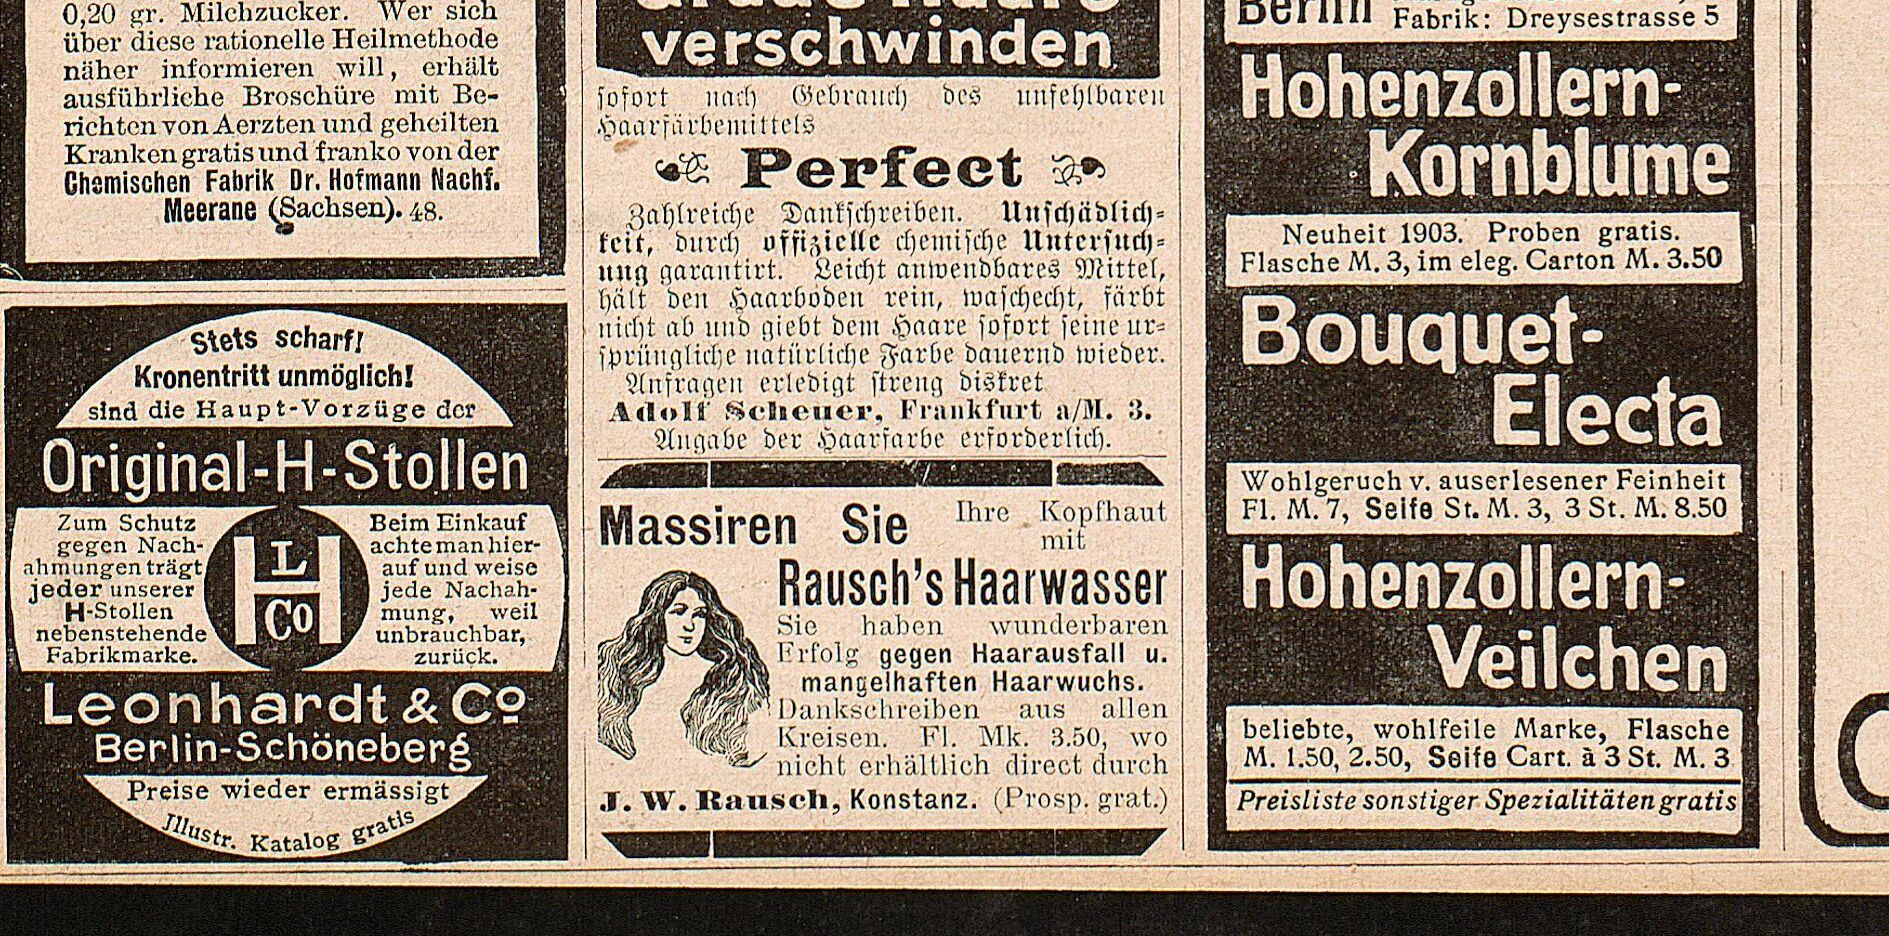 0,20 gr. Milchzucker. Wer sich
über diese rationelle Heilmethode
näher informieren will, erhält
ausführliche Broschüre mit Be-
richten von Aerzten und geheilten
Kranken gratis und franko von der
Chemischen Fabrik Dr. Hofmann Nachf.
Meerane (Sachsen). 48.
Stets scharf!
Kronentritt unmöglich!
sind die Haupt-Vorzüge der
Original-H-Stollen
Zum Schutz
gegen Nach-
ahmungen trägt
jeder unserer
H-Stollen
nebenstehende
Fabrikmarke.
L
H
Co
Beim Einkauf
achte man hier-
auf und weise
jede Nachah-
mung, weil
unbrauchbar,
zurück.
Leonhardt & Co
Berlin-Schöneberg
Preise wieder ermässigt
Illustr. Katalog gratis
verschwinden
sofort nach Gebrauch des unfehlbaren
Haarfärbemittels
Perfect
Zahlreiche Dankschreiben. Unschädlich-
keit, durch offizielle chemische Untersuch-
ung garantirt. Leicht anwendbares Mittel,
hält den Haarboden rein, waschecht, färbt
nicht ab und giebt dem Haare sofort seine ur-
sprüngliche natürliche Farbe dauernd wieder.
Anfragen erledigt streng diskret
Adolf Scheuer, Frankfurt a/M. 3.
Angabe der Haarfarbe erforderlich.
Massiren Sie Ihre Kopfhaut
mit
Rausch's Haarwasser
Sie haben wunderbaren
Erfolg gegen Haarausfall u.
mangelhaften Haarwuchs.
Dankschreiben aus allen
Kreisen. Fl. Mk. 3.50, wo
nicht erhältlich direct durch
J. W. Rausch, Konstanz. (Prosp. grat.)
Berlin
Fabrik: Dreysestrasse 5
Hohenzollern-
Kornblume
Neuheit 1903. Proben gratis.
Flasche M. 3, im eleg. Carton M. 3.50
Bouquet-
Electa
Wohlgeruch v. auserlesener Feinheit
Fl. M. 7, Seife St. M. 3, 3 St. M. 8.50
Hohenzollern-
Veilchen
beliebte, wohlfeile Marke, Flasche
M. 1.50, 2.50, Seife Cart. à 3 St. M. 3
Preisliste sonstiger Spezialitäten gratis